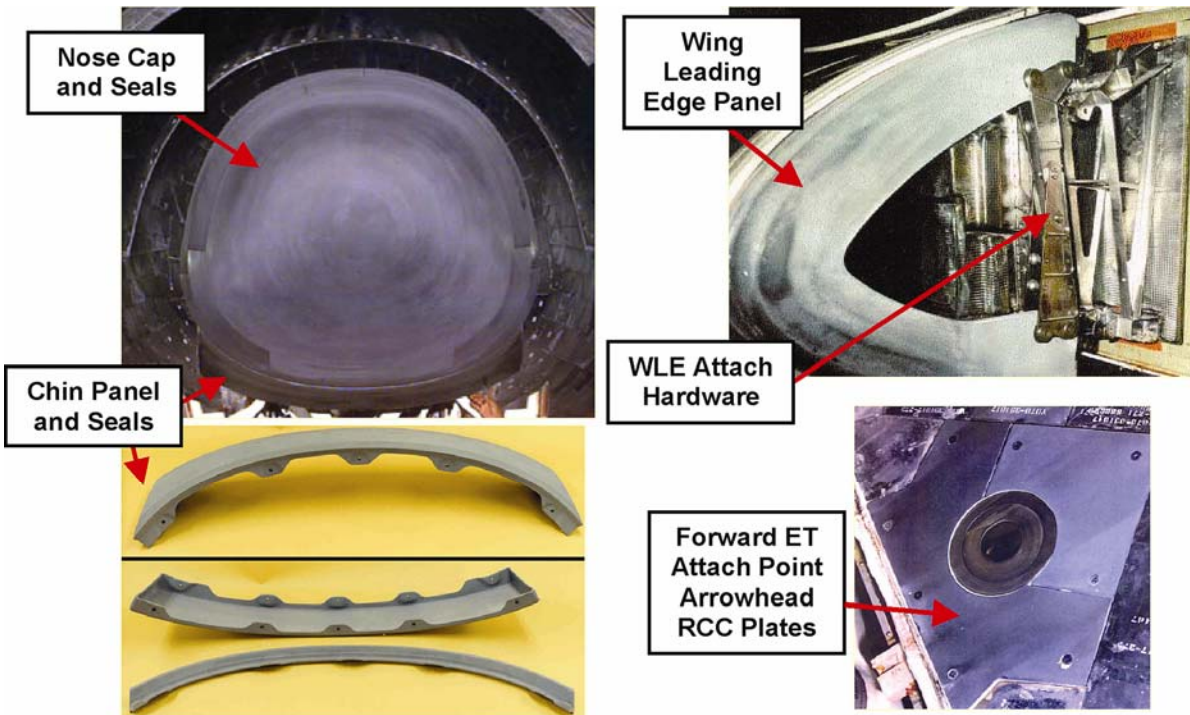 Nose Cap
and Seals
Chin Panel
and Seals
Wing
Leading
Edge Panel
WLE Attach
Hardware
Forward ET
Attach Point
Arrowhead
RCC Plates